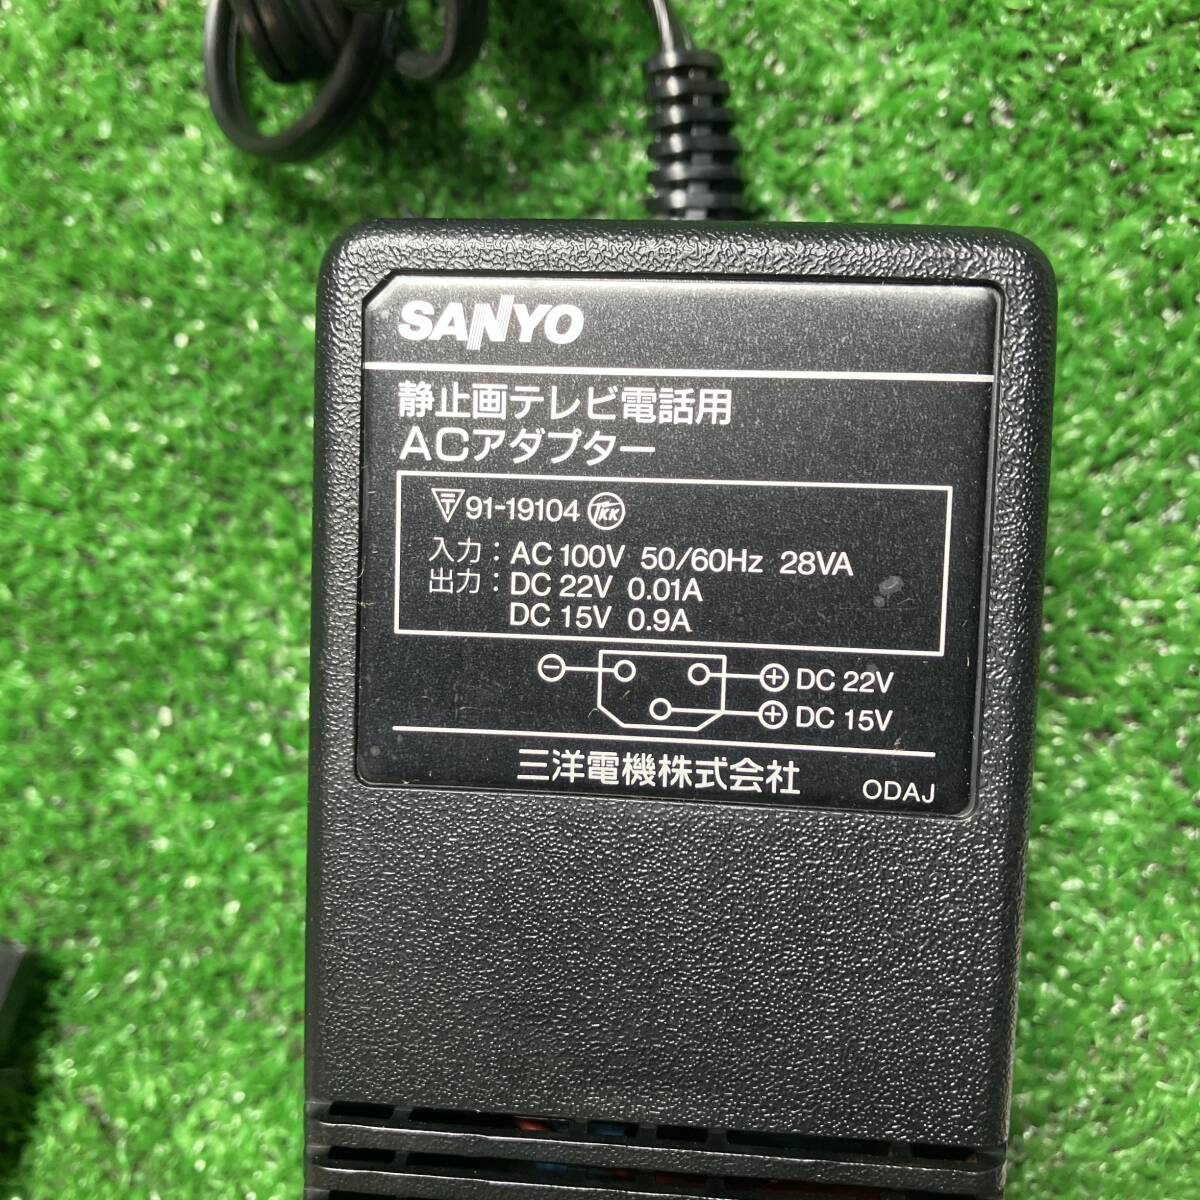 SANYO
静止画テレビ電話用
ACアダプター
〒 91-19104 TKK
入力：AC 100V 50/60Hz 28VA
出力：DC 22V 0.01A
DC 15V 0.9A
⊖ ⊕ DC 22V
⊕ DC 15V
三洋電機株式会社 ODAJ